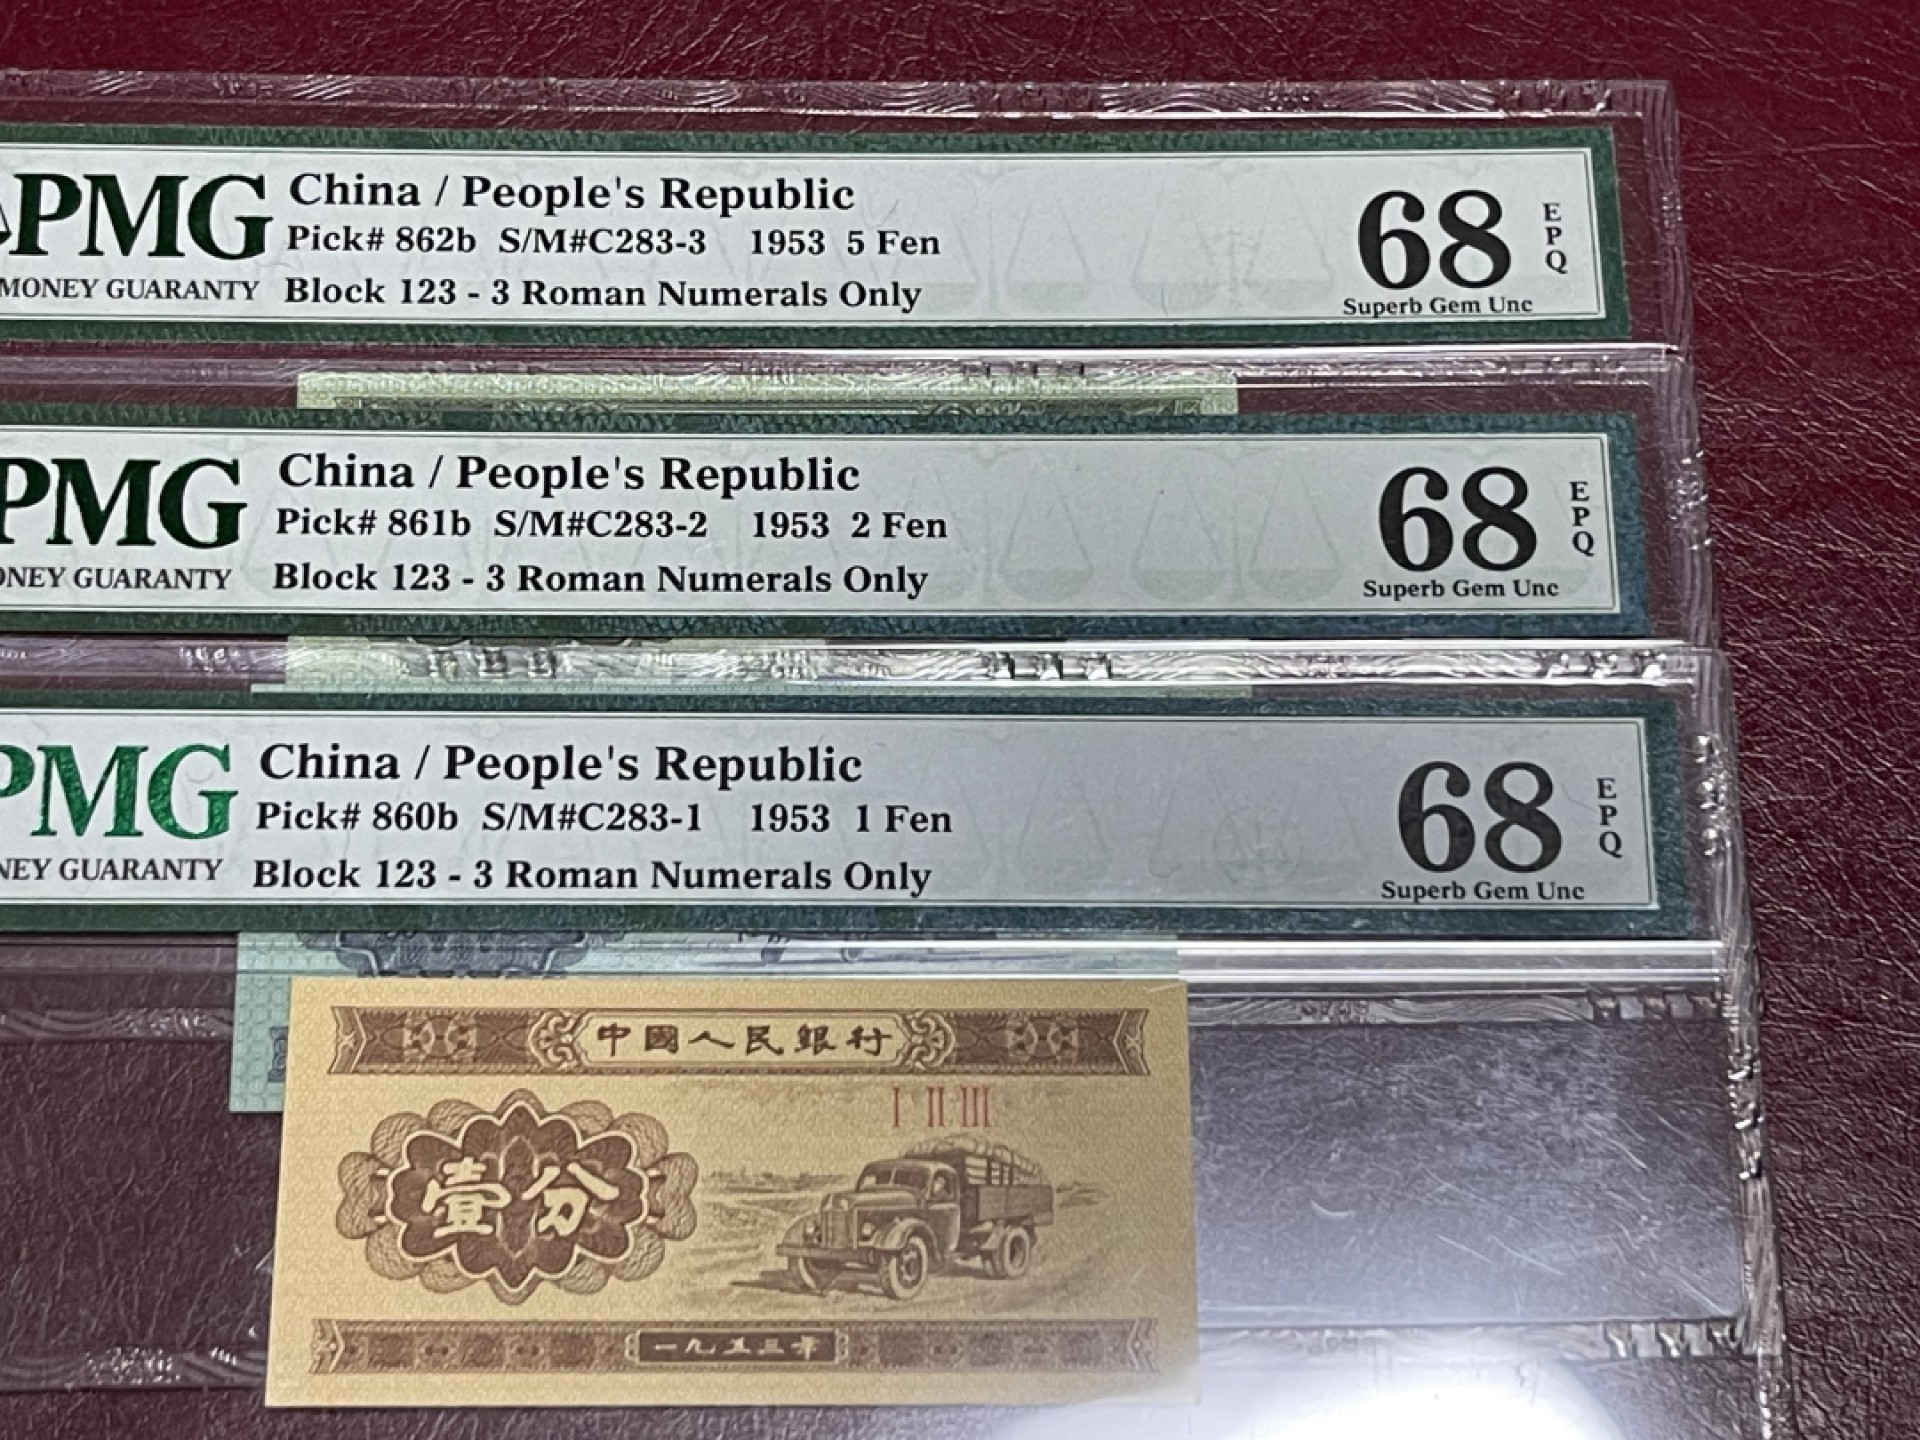 PMG
MONEY GUARANTY
China / People's Republic
Pick# 862b S/M#C283-3 1953 5 Fen
Block 123 - 3 Roman Numerals Only
68
EPQ
Superb Gem Unc
PMG
ONEY GUARANTY
China / People's Republic
Pick# 861b S/M#C283-2 1953 2 Fen
Block 123 - 3 Roman Numerals Only
68
EPQ
Superb Gem Unc
PMG
NEY GUARANTY
China / People's Republic
Pick# 860b S/M#C283-1 1953 1 Fen
Block 123 - 3 Roman Numerals Only
68
EPQ
Superb Gem Unc
中國人民銀行
I II III
壹分
一九五三年